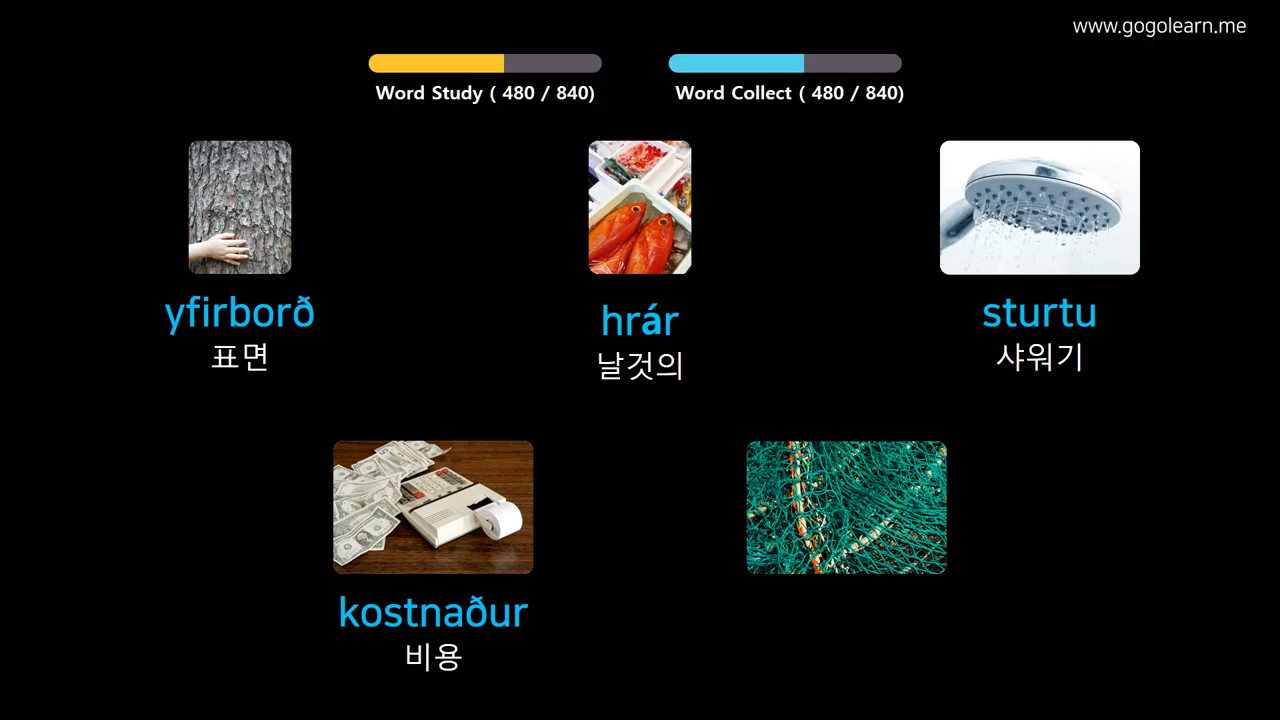 www.gogolearn.me
Word Study ( 480 / 840)
Word Collect ( 480 / 840)
yfirborð
표면
hrár
날것의
sturtu
샤워기
kostnaður
비용